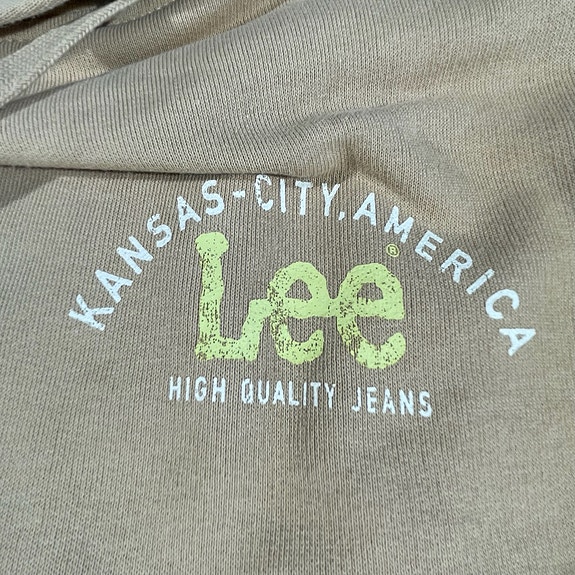 KANSAS-CITY, AMERICA
Lee®
HIGH QUALITY JEANS